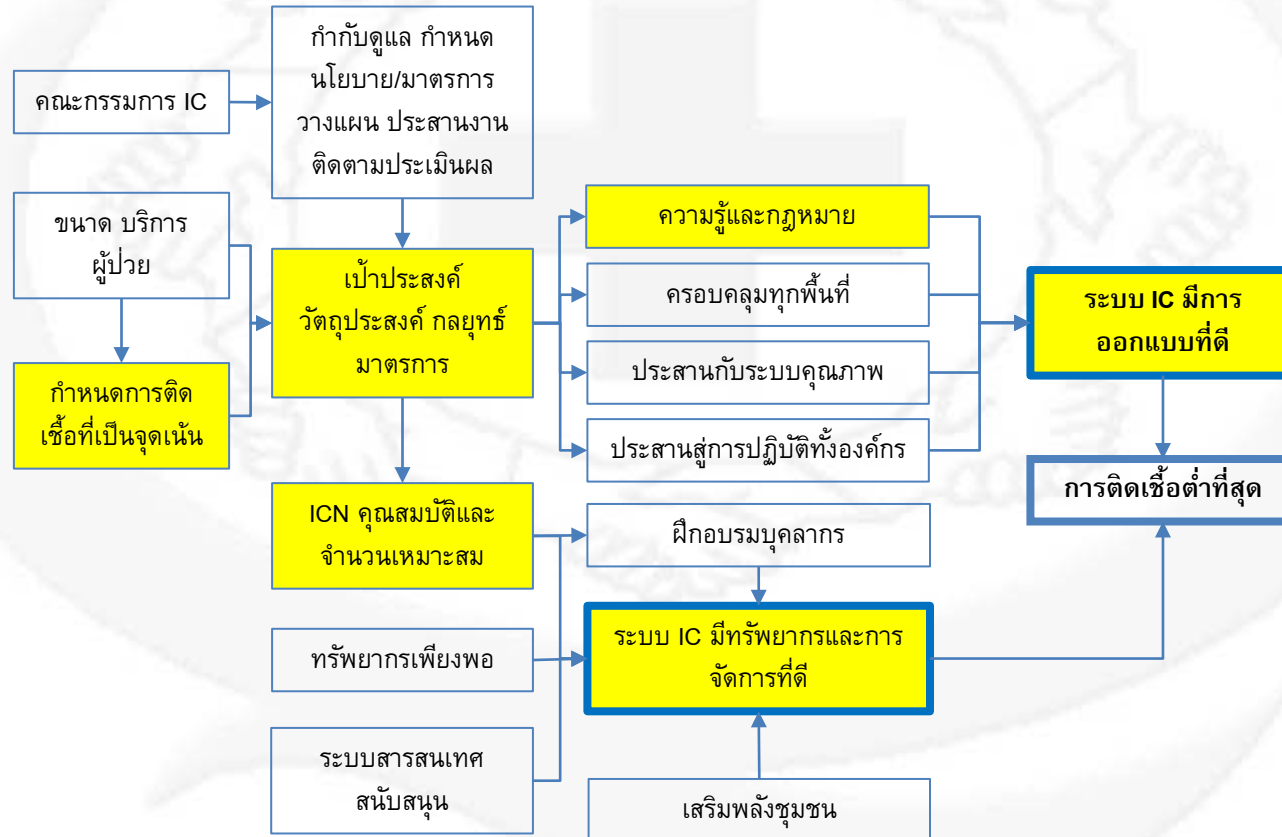 คณะกรรมการ IC
กำกับดูแล กำหนด
นโยบาย/มาตรการ
วางแผน ประสานงาน
ติดตามประเมินผล
ขนาด บริการ
ผู้ป่วย
กำหนดการติด
เชื้อที่เป็นจุดเน้น
เป้าประสงค์
วัตถุประสงค์ กลยุทธ์
มาตรการ
ความรู้และกฎหมาย
ครอบคลุมทุกพื้นที่
ประสานกับระบบคุณภาพ
ประสานสู่การปฏิบัติทั้งองค์กร
ระบบ IC มีการ
ออกแบบที่ดี
การติดเชื้อต่ำที่สุด
ICN คุณสมบัติและ
จำนวนเหมาะสม
ฝึกอบรมบุคลากร
ทรัพยากรเพียงพอ
ระบบ IC มีทรัพยากรและการ
จัดการที่ดี
ระบบสารสนเทศ
สนับสนุน
เสริมพลังชุมชน